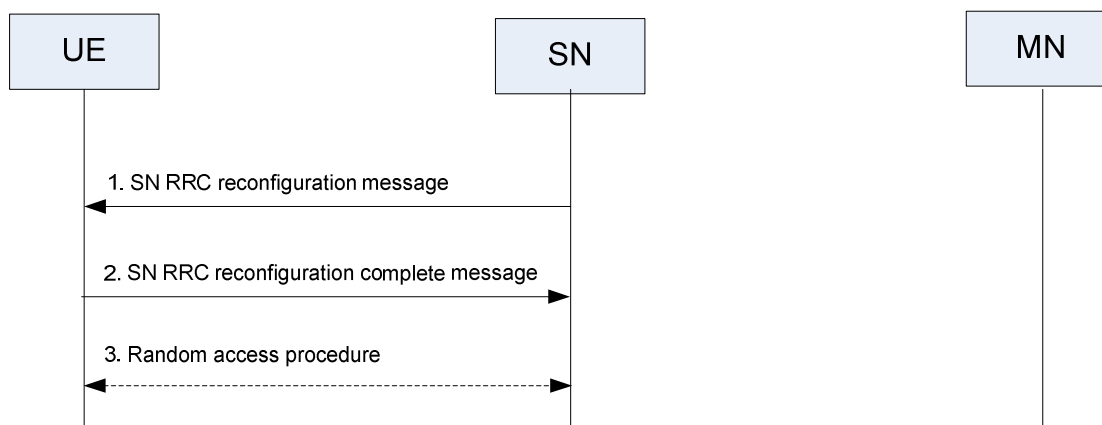 UE
SN
MN
1. SN RRC reconfiguration message
2. SN RRC reconfiguration complete message
3. Random access procedure